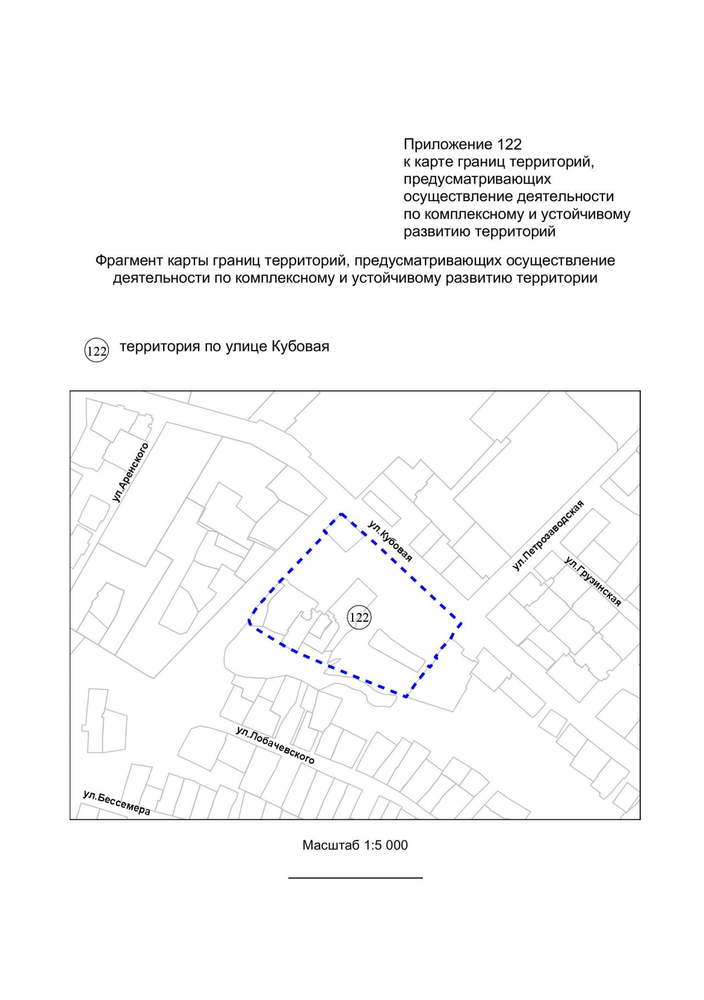 Приложение 122
к карте границ территорий,
предусматривающих
осуществление деятельности
по комплексному и устойчивому
развитию территорий
Фрагмент карты границ территорий, предусматривающих осуществление
деятельности по комплексному и устойчивому развитию территории
122 территория по улице Кубовая
ул.Аренского
ул.Кубовая
ул.Петрозаводская
ул.Грузинская
122
ул.Лобачевского
ул.Бессемера
Масштаб 1:5 000